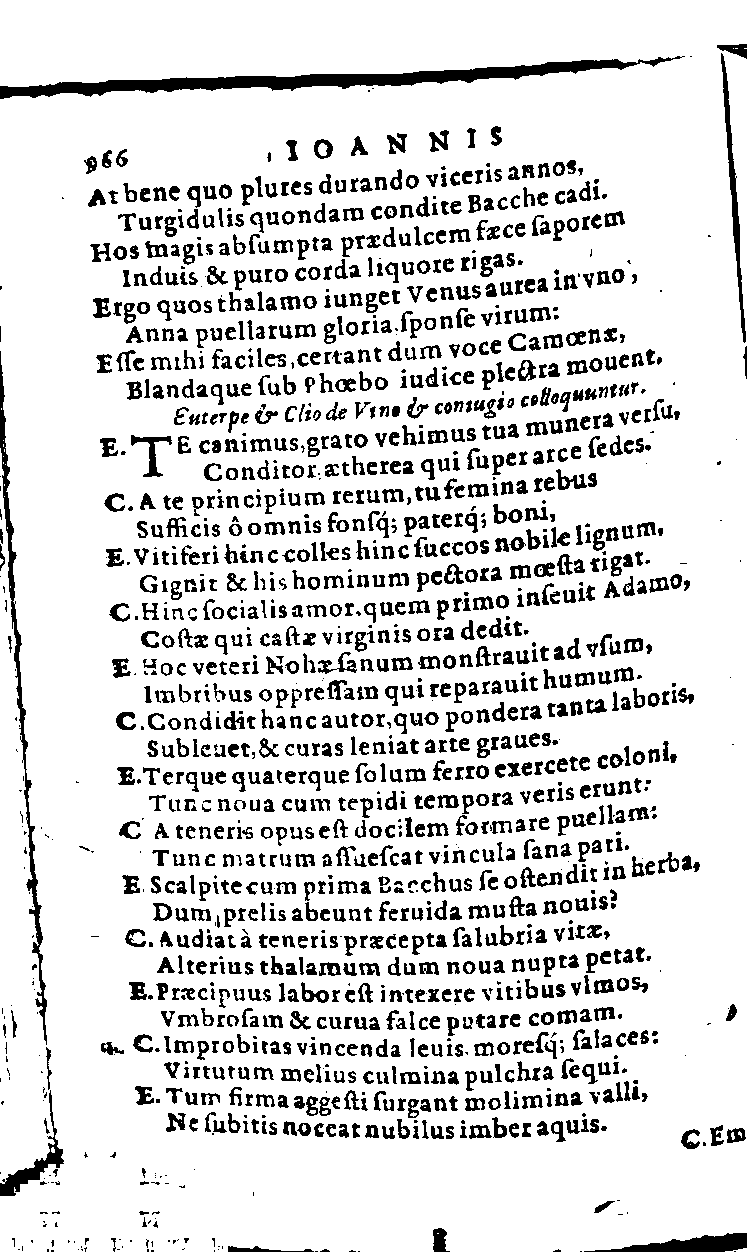 966 IOANNIS
At bene quo plures durando viceris annos,
Turgidulis quondam condite Bacche cadi.
Hos magis abſumpta prædulcem fæce ſaporem
Induis & puro corda liquore rigas.
Ergo quos thalamo iunget Venus aurea in vno,
Anna puellarum gloria, ſponſe virum:
Eſſe mihi faciles, certant dum voce Camœnæ,
Blandaque ſub Phœbo iudice plectra mouent.
Euterpe & Clio de Vino & coniugio colloquuntur.
E. TE canimus, grato vehimus tua munera verſu,
Conditor, ætherea qui ſuper arce ſedes.
C. A te principium rerum, tu femina rebus
Sufficis ô omnis fonſq́; paterq́; boni,
E. Vitiferi hinc colles hinc ſuccos nobile lignum,
Gignit & his hominum pectora mœſta rigat.
C. Hinc ſocialis amor, quem primo inſeuit Adamo,
Coſtæ qui caſtæ virginis ora dedit.
E. Hoc veteri Nohæ ſanum monſtrauit ad vſum,
Imbribus oppreſſam qui reparauit humum.
C. Condidit hanc autor, quo pondera tanta laboris,
Subleuet, & curas leniat arte graues.
E. Terque quaterque ſolum ferro exercete coloni,
Tunc noua cum tepidi tempora veris erunt:
C A teneris opus eſt docilem formare puellam:
Tunc matrum aſſueſcat vincula ſana pati.
E. Scalpite cum prima Bacchus ſe oſtendit in herba,
Dum prelis abeunt feruida muſta nouis?
C. Audiat à teneris præcepta ſalubria vitæ,
Alterius thalamum dum noua nupta petat.
E. Præcipuus labor eſt intexere vitibus vlmos,
Vmbroſam & curua falce putare comam.
C. Improbitas vincenda leuis, moreſq́; ſalaces:
Virtutum melius culmina pulchra ſequi.
E. Tum firma aggeſti ſurgant molimina valli,
Ne ſubitis noceat nubilus imber aquis.
C. Em